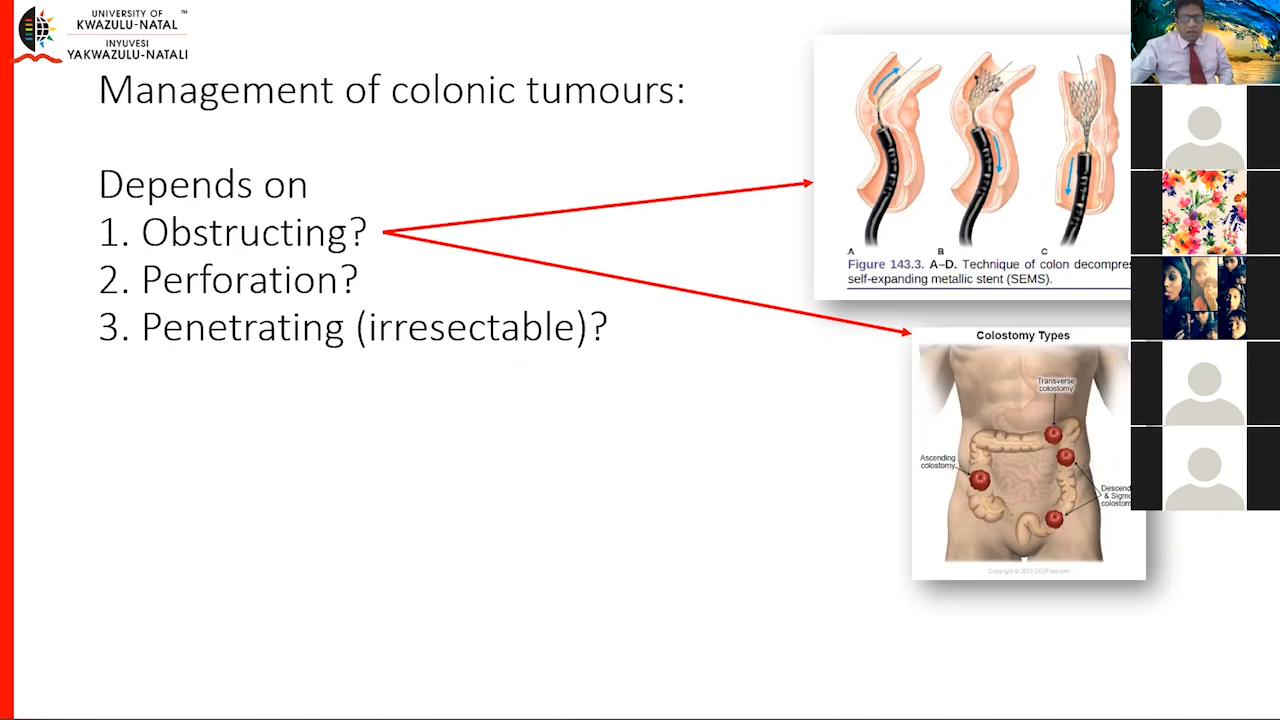 UNIVERSITY OF ™
KWAZULU-NATAL
INYUVESI
YAKWAZULU-NATALI
Management of colonic tumours:
Depends on
1. Obstructing?
2. Perforation?
3. Penetrating (irresectable)?
A B C
Figure 143.3. A–D. Technique of colon decompres
self-expanding metallic stent (SEMS).
Colostomy Types
Transverse
colostomy
Ascending
colostomy
Descend
& Sigmo
colostom